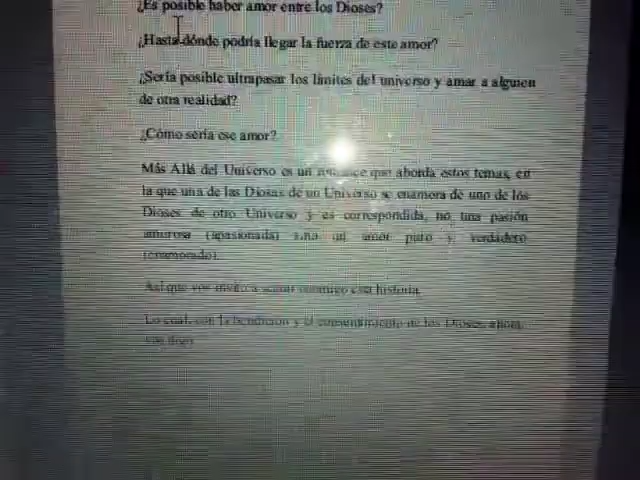 ¿Es posible haber amor entre los Dioses?
¿Hasta dónde podría llegar la fuerza de este amor?
¿Sería posible ultrapasar los límites del universo y amar a alguien
de otra realidad?
¿Cómo sería ese amor?
Más Allá del Universo es un romance que aborda estos temas, en
la que una de las Diosas de un Universo se enamora de uno de los
Dioses de otro Universo y es correspondida, no una pasión
amorosa (apasionada) sino un amor puro y verdadero
(enamorado).
Así que vos invito a conmigo esta historia.
Lo cual, con la bendición y el consentimiento de los Dioses, ahora